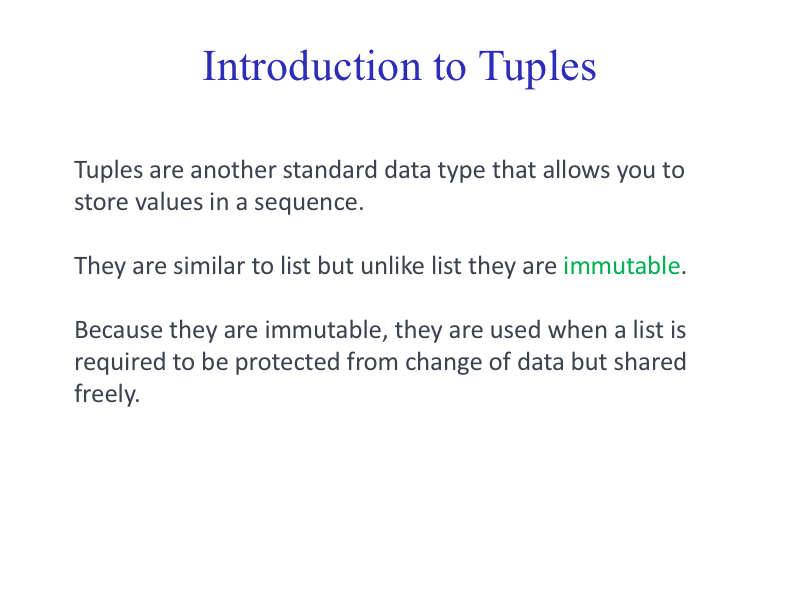 Introduction to Tuples
Tuples are another standard data type that allows you to
store values in a sequence.
They are similar to list but unlike list they are immutable.
Because they are immutable, they are used when a list is
required to be protected from change of data but shared
freely.